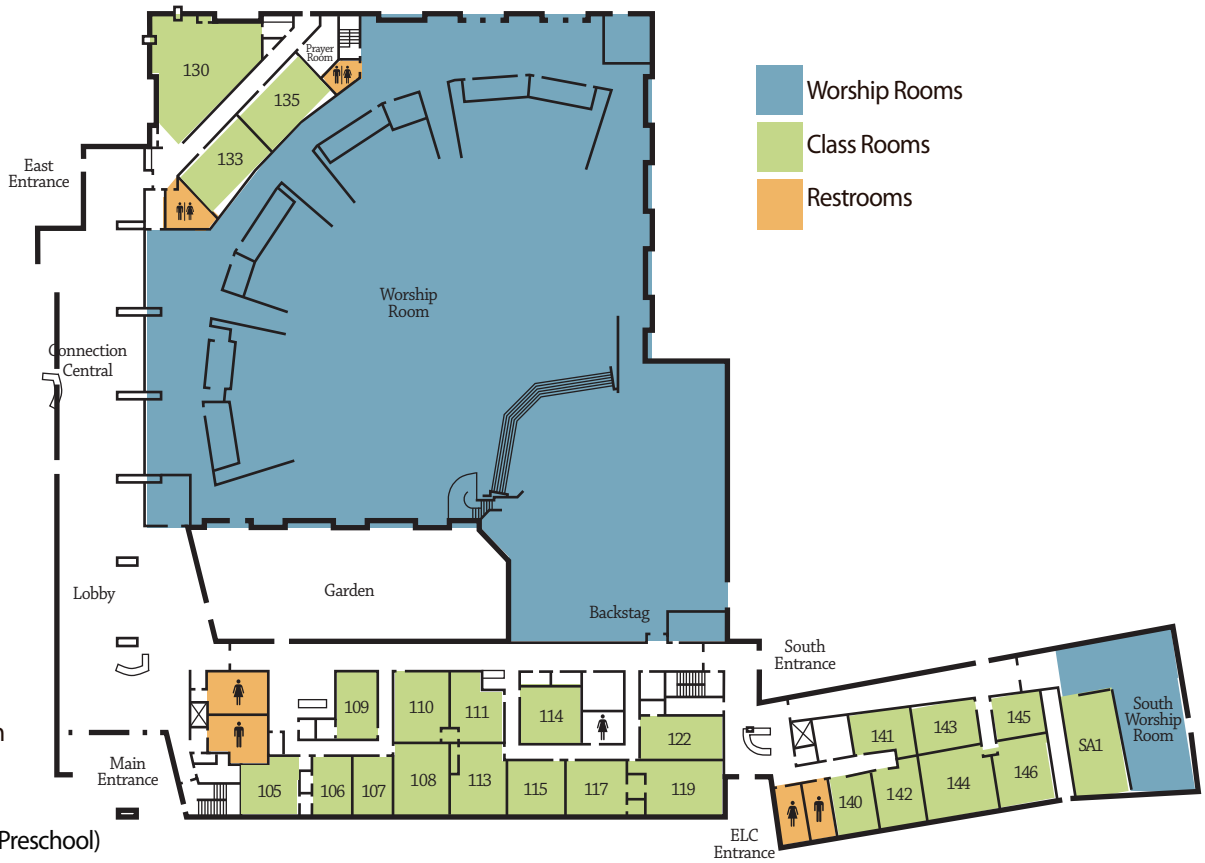 130
Prayer
Room
135
133
East
Entrance
Worship Rooms
Class Rooms
Restrooms
Worship
Room
Connection
Central
Lobby
Garden
Backstag
South
Entrance
109
110
111
114
122
141
143
145
South
Worship
Room
SA1
n
Main
Entrance
105
106
107
108
113
115
117
119
140
142
144
146
ELC
Entrance
Preschool)